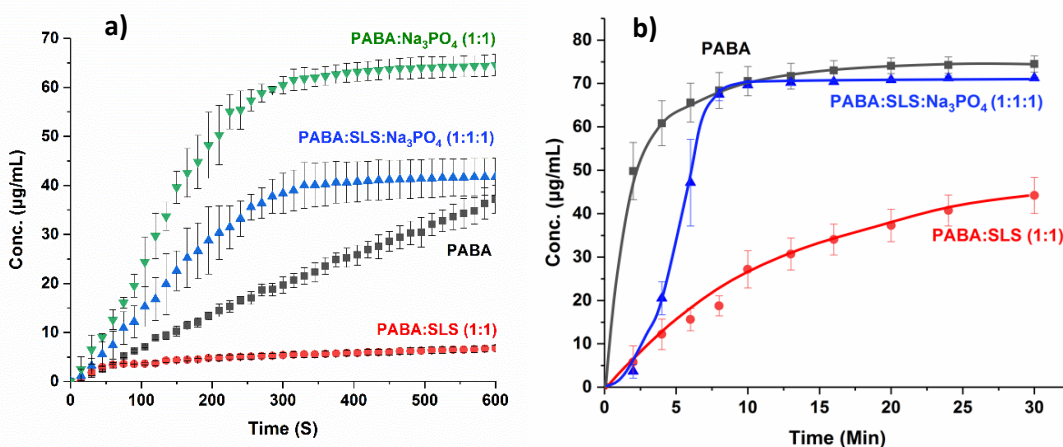 a)
Conc. (µg/mL)
70
60
50
40
30
20
10
0
PABA:Na₃PO₄ (1:1)
PABA:SLS:Na₃PO₄ (1:1:1)
PABA
PABA:SLS (1:1)
0 100 200 300 400 500 600
Time (S)
b)
Conc. (µg/mL)
80
70
60
50
40
30
20
10
0
PABA
PABA:SLS:Na₃PO₄ (1:1:1)
PABA:SLS (1:1)
0 5 10 15 20 25 30
Time (Min)